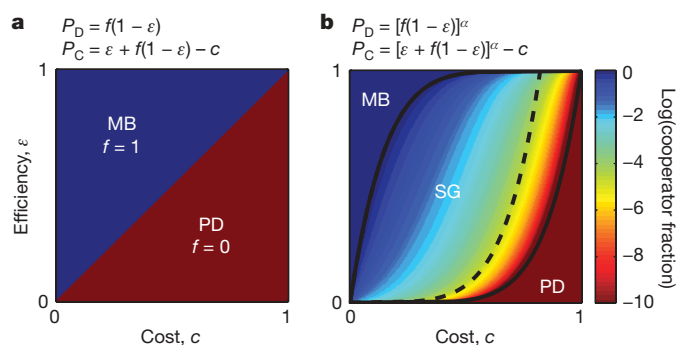 a
P_D = f(1 − ε)
P_C = ε + f(1 − ε) − c
1
Efficiency, ε
0
MB
f = 1
PD
f = 0
0
1
Cost, c
b
P_D = [f(1 − ε)]^α
P_C = [ε + f(1 − ε)]^α − c
1
0
MB
SG
PD
0
1
Cost, c
0
−2
−4
−6
−8
−10
Log(cooperator fraction)